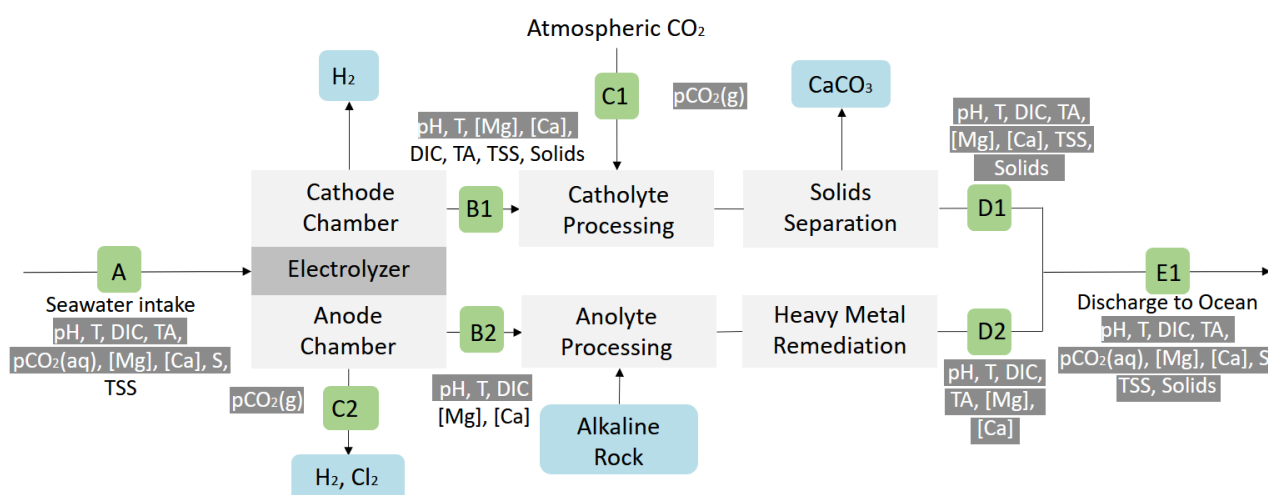 Atmospheric CO₂
H₂
C1
pCO₂(g)
CaCO₃
pH, T, DIC, TA,
[Mg], [Ca], TSS,
Solids
pH, T, [Mg], [Ca],
DIC, TA, TSS, Solids
Cathode
Chamber
B1
Catholyte
Processing
Solids
Separation
D1
A
Electrolyzer
E1
Seawater intake
pH, T, DIC, TA,
pCO₂(aq), [Mg], [Ca], S,
TSS
Anode
Chamber
B2
Anolyte
Processing
Heavy Metal
Remediation
D2
Discharge to Ocean
pH, T, DIC, TA,
pCO₂(aq), [Mg], [Ca], S
TSS, Solids
pCO₂(g)
C2
pH, T, DIC
[Mg], [Ca]
pH, T, DIC,
TA, [Mg],
[Ca]
Alkaline
Rock
H₂, Cl₂